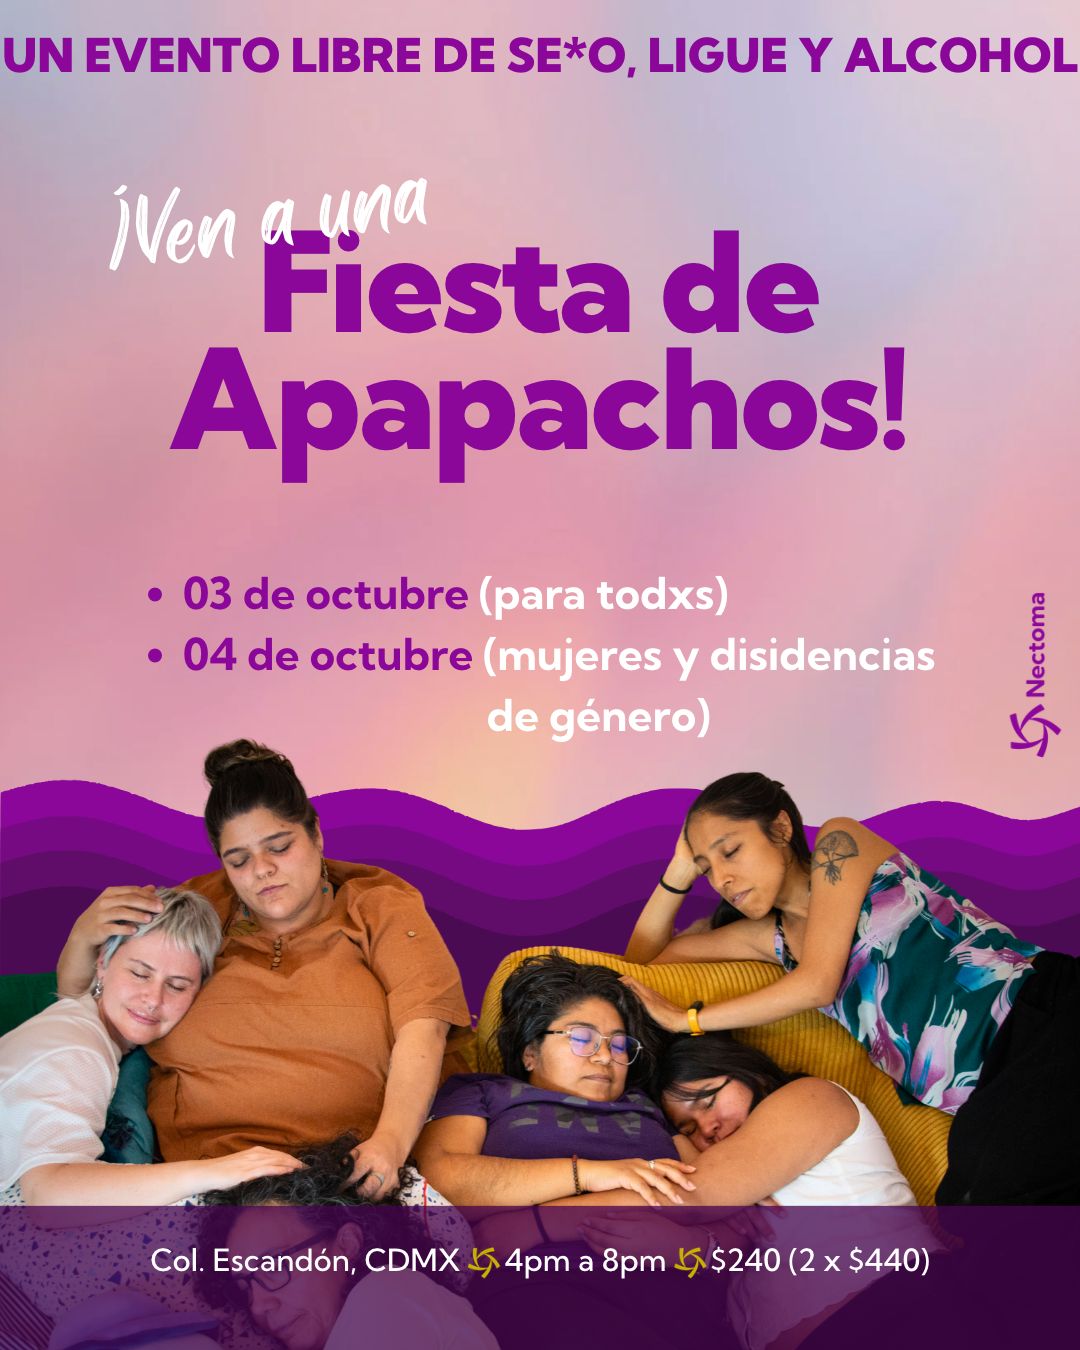 UN EVENTO LIBRE DE SE*O, LIGUE Y ALCOHOL
¡Ven a una
Fiesta de
Apapachos!
• 03 de octubre (para todxs)
• 04 de octubre (mujeres y disidencias
de género)
Nectoma
Col. Escandón, CDMX 4pm a 8pm $240 (2 x $440)